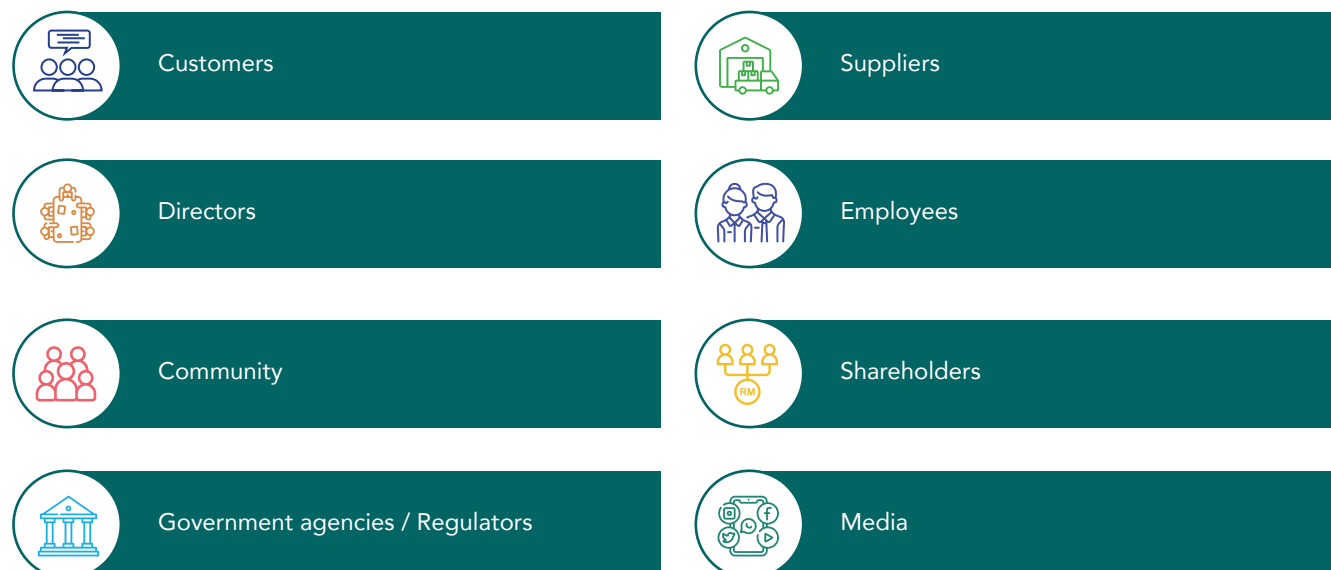 Customers
Suppliers
Directors
Employees
Community
Shareholders
RM
Government agencies / Regulators
Media